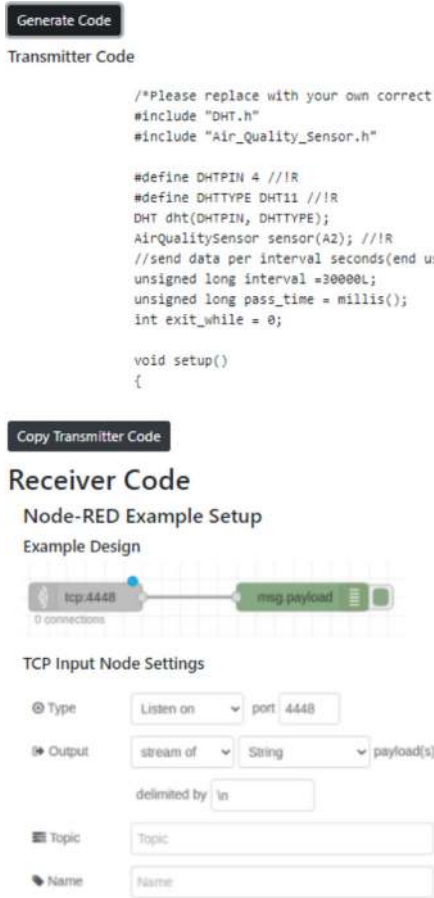 Generate Code
Transmitter Code
/*Please replace with your own correct
#include "DHT.h"
#include "Air_Quality_Sensor.h"
#define DHTPIN 4 //!R
#define DHTTYPE DHT11 //!R
DHT dht(DHTPIN, DHTTYPE);
AirQualitySensor sensor(A2); //!R
//send data per interval seconds(end us
unsigned long interval =30000L;
unsigned long pass_time = millis();
int exit_while = 0;
void setup()
{
Copy Transmitter Code
Receiver Code
Node-RED Example Setup
Example Design
tcp:4448 msg.payload
0 connections
TCP Input Node Settings
Type Listen on port 4448
Output stream of String payload(s)
delimited by \n
Topic Topic
Name Name